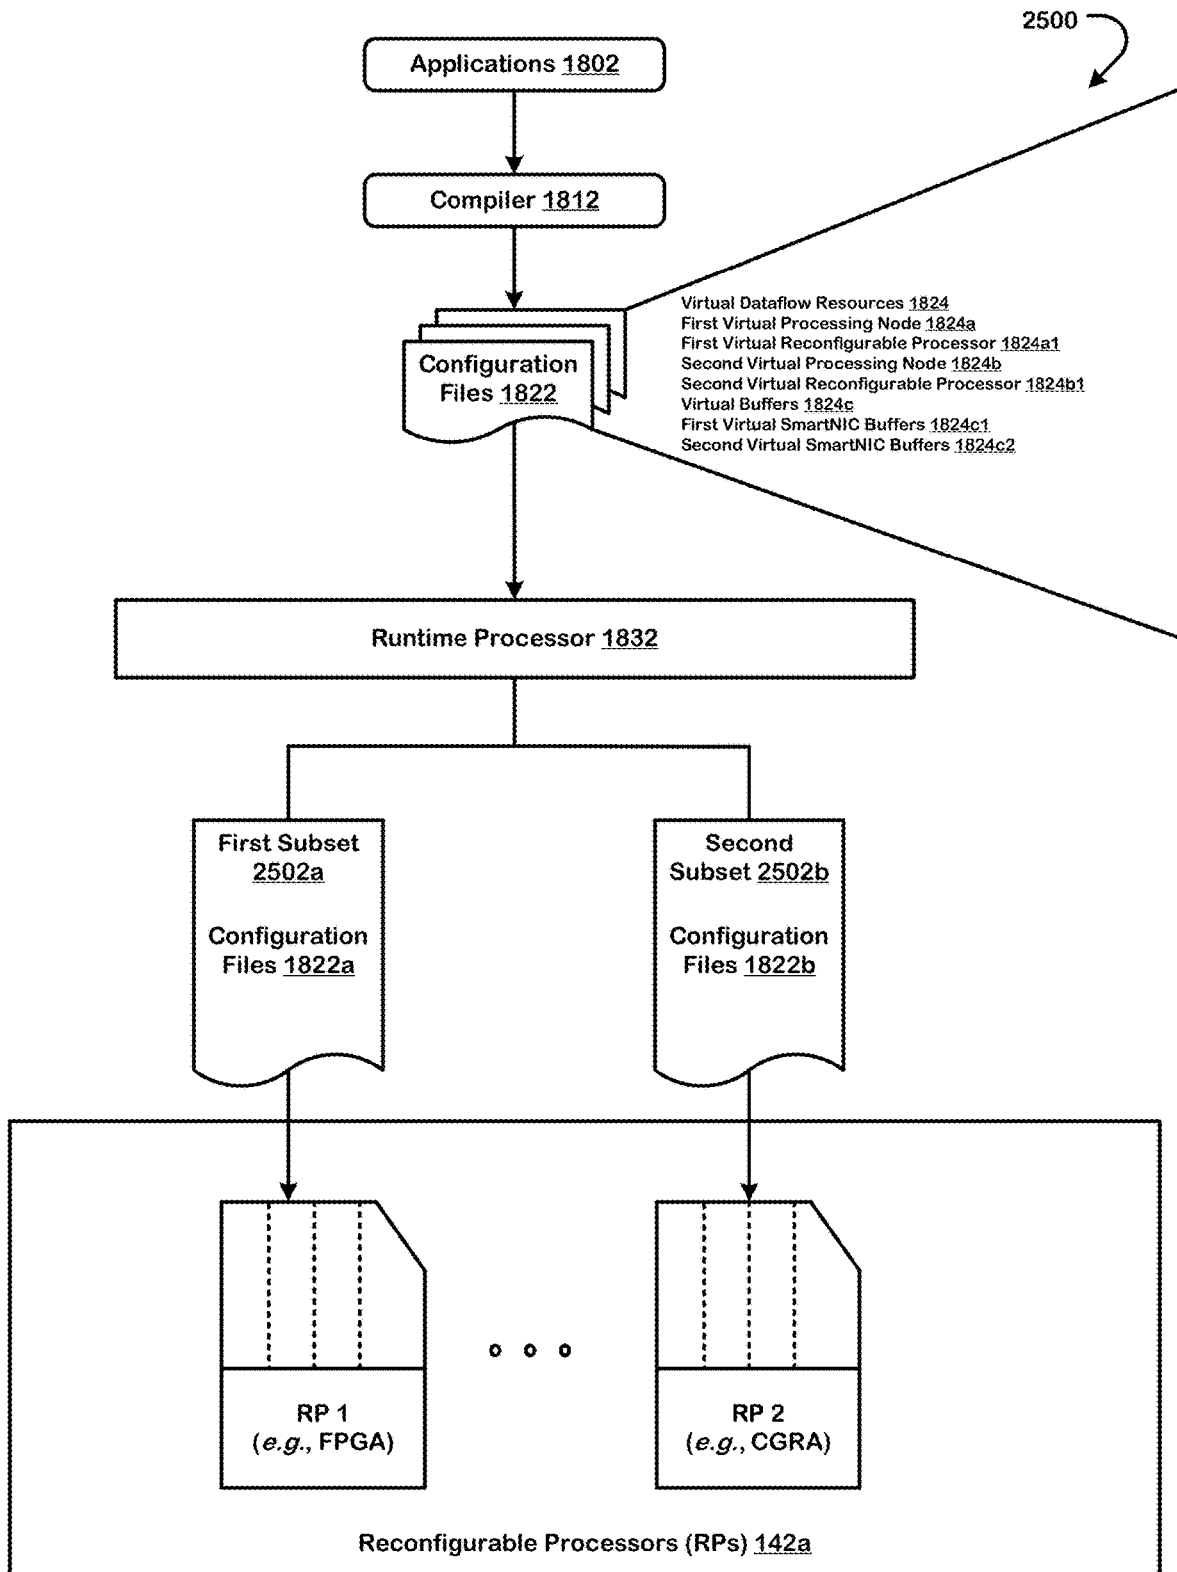 2500
Applications 1802
Compiler 1812
Configuration
Files 1822
Virtual Dataflow Resources 1824
First Virtual Processing Node 1824a
First Virtual Reconfigurable Processor 1824a1
Second Virtual Processing Node 1824b
Second Virtual Reconfigurable Processor 1824b1
Virtual Buffers 1824c
First Virtual SmartNIC Buffers 1824c1
Second Virtual SmartNIC Buffers 1824c2
Runtime Processor 1832
First Subset
2502a
Configuration
Files 1822a
Second
Subset 2502b
Configuration
Files 1822b
RP 1
(e.g., FPGA)
RP 2
(e.g., CGRA)
Reconfigurable Processors (RPs) 142a